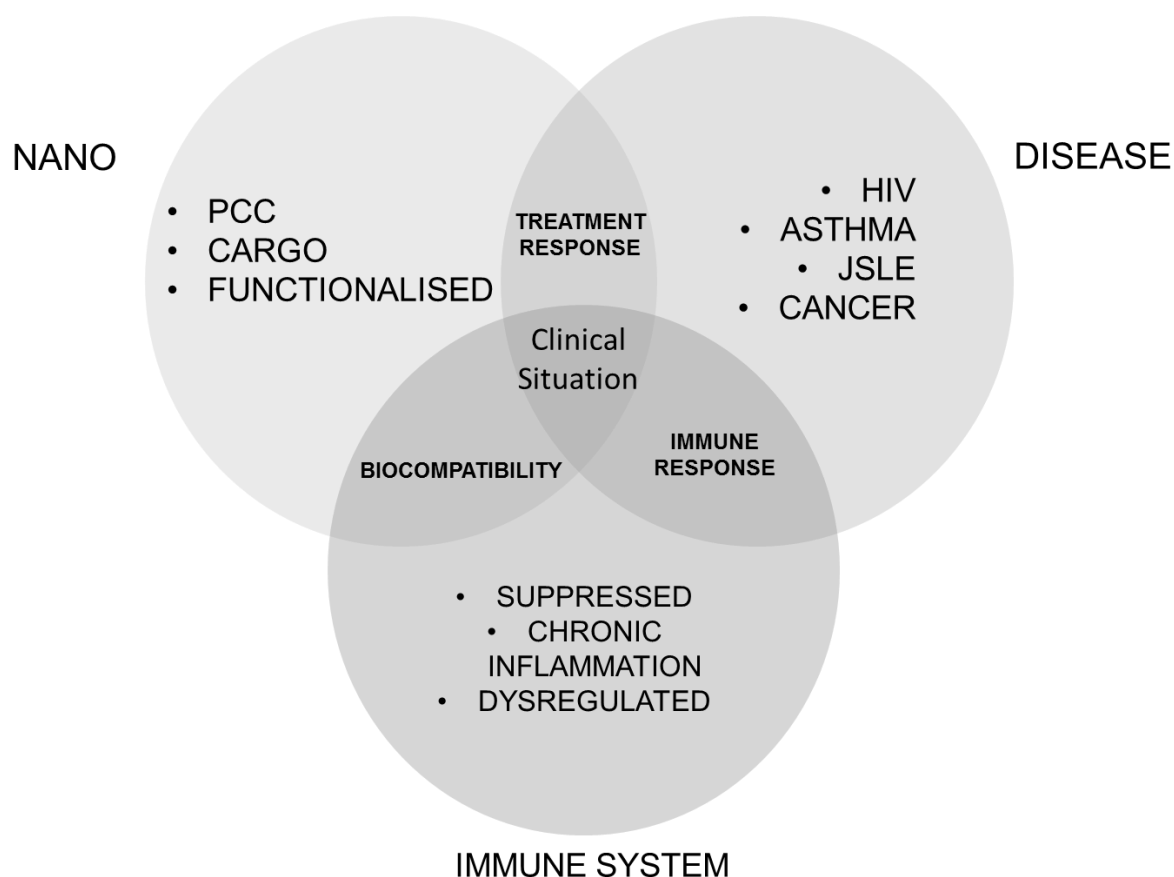 NANO
DISEASE
• PCC
• CARGO
• FUNCTIONALISED
TREATMENT
RESPONSE
• HIV
• ASTHMA
• JSLE
• CANCER
Clinical
Situation
BIOCOMPATIBILITY
IMMUNE
RESPONSE
• SUPPRESSED
• CHRONIC
INFLAMMATION
• DYSREGULATED
IMMUNE SYSTEM